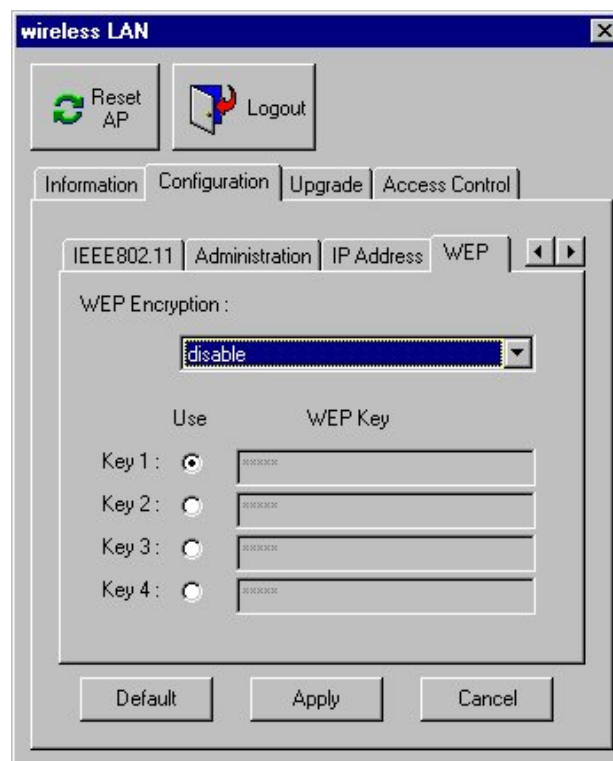 wireless LAN
Reset
AP
Logout
Information Configuration Upgrade Access Control
IEEE802.11 Administration IP Address WEP
WEP Encryption :
disable
Use WEP Key
Key 1 : *****
Key 2 : *****
Key 3 : *****
Key 4 : *****
Default Apply Cancel